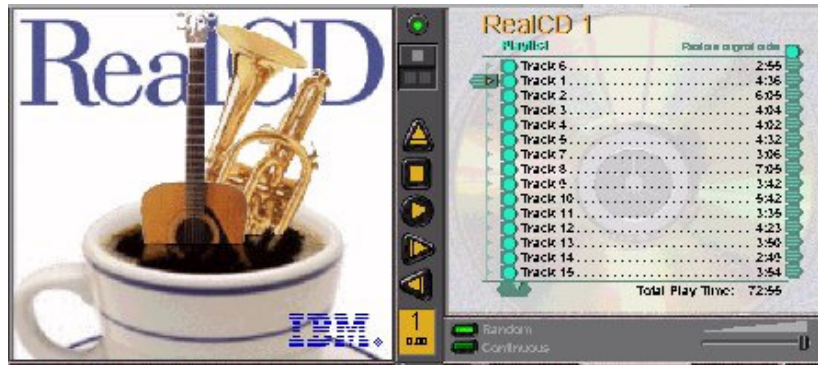 RealCD
IBM
1
0:00
RealCD 1
Playlist Restore original order
Track 6 2:55
Track 1 4:36
Track 2 6:05
Track 3 4:04
Track 4 4:02
Track 5 4:32
Track 7 3:06
Track 8 7:05
Track 9 3:42
Track 10 5:42
Track 11 3:35
Track 12 4:23
Track 13 3:50
Track 14 2:49
Track 15 3:54
Total Play Time: 72:55
Random
Continuous